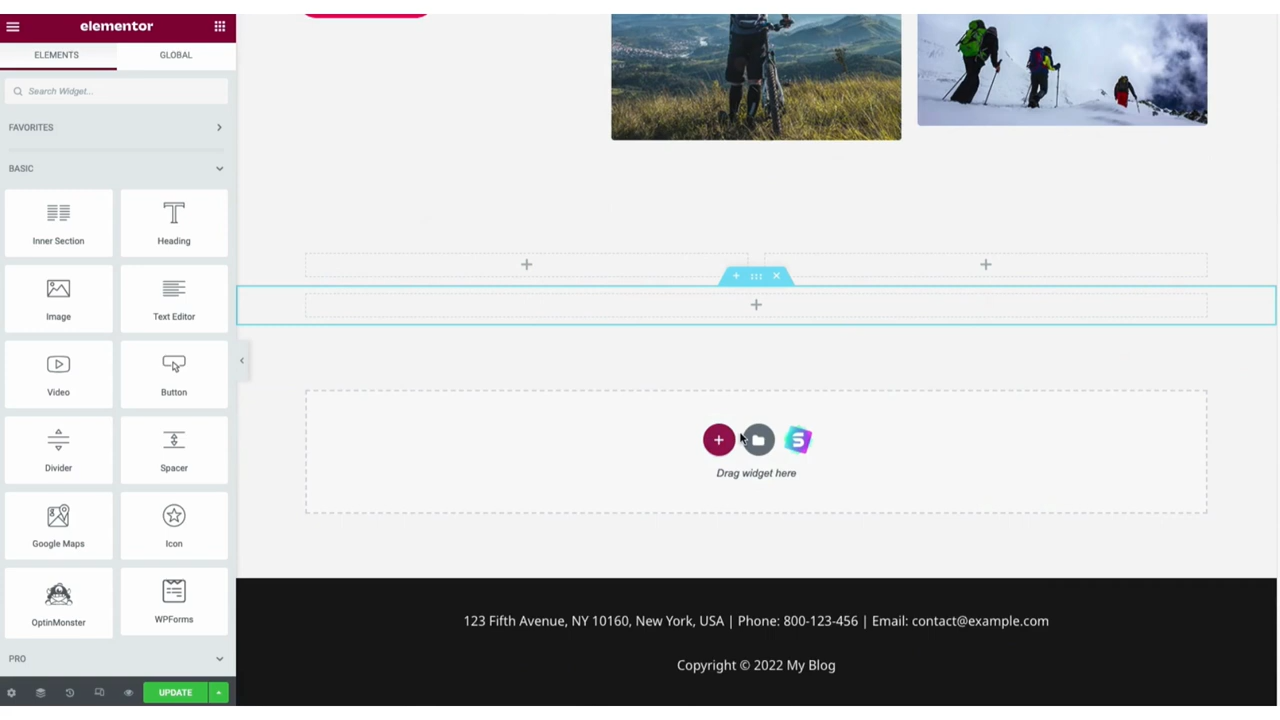 elementor
ELEMENTS
GLOBAL
Search Widget...
FAVORITES
BASIC
Inner Section
Heading
Image
Text Editor
Video
Button
Divider
Spacer
Google Maps
Icon
OptinMonster
WPForms
PRO
UPDATE
Drag widget here
123 Fifth Avenue, NY 10160, New York, USA | Phone: 800-123-456 | Email: contact@example.com
Copyright © 2022 My Blog